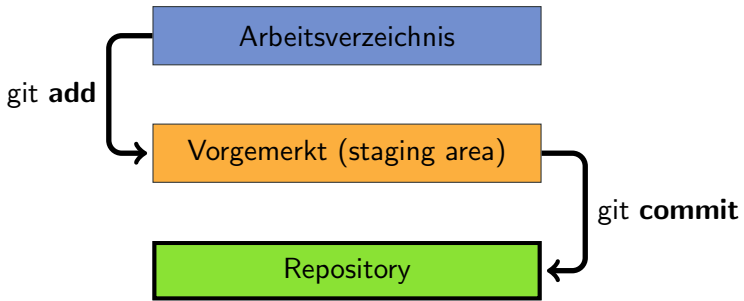 Arbeitsverzeichnis
git add
Vorgemerkt (staging area)
git commit
Repository